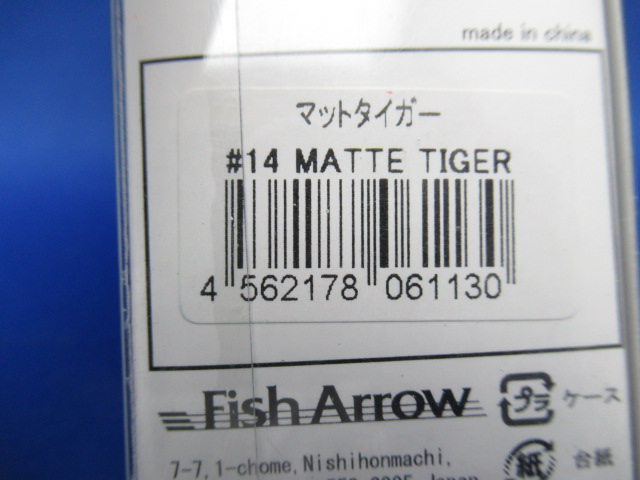 made in china
マットタイガー
#14 MATTE TIGER
4 562178 061130
Fish Arrow
プラ ケース
7-7, 1-chome, Nishihonmachi,
紙 台紙